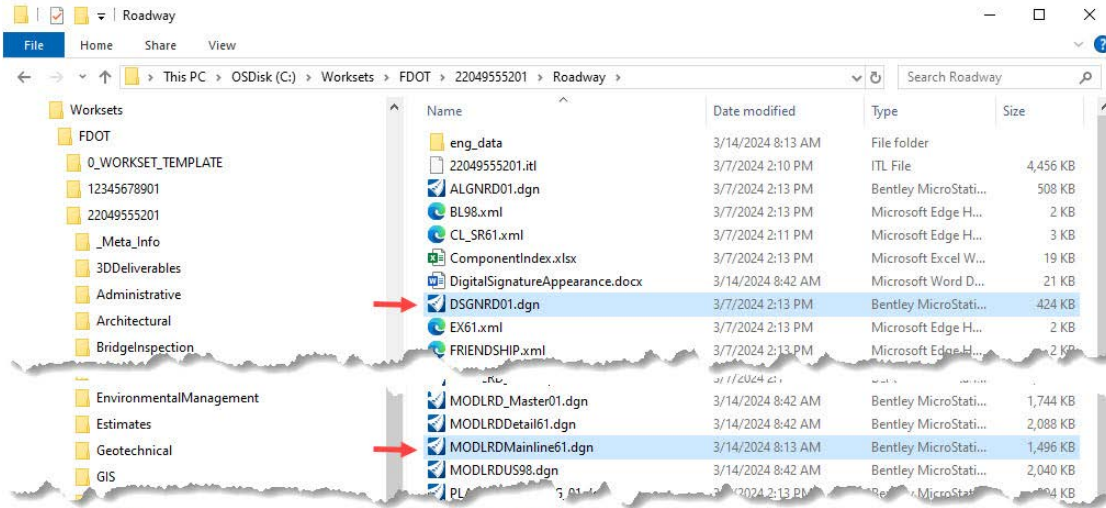 Roadway
File Home Share View
This PC > OSDisk (C:) > Worksets > FDOT > 22049555201 > Roadway >
Search Roadway
Worksets
FDOT
0_WORKSET_TEMPLATE
12345678901
22049555201
_Meta_Info
3DDeliverables
Administrative
Architectural
BridgeInspection
EnvironmentalManagement
Estimates
Geotechnical
GIS
Name Date modified Type Size
eng_data 3/14/2024 8:13 AM File folder
22049555201.itl 3/7/2024 2:10 PM ITL File 4,456 KB
ALGNRD01.dgn 3/7/2024 2:13 PM Bentley MicroStati... 508 KB
BL98.xml 3/7/2024 2:13 PM Microsoft Edge H... 2 KB
CL_SR61.xml 3/7/2024 2:11 PM Microsoft Edge H... 3 KB
ComponentIndex.xlsx 3/7/2024 2:13 PM Microsoft Excel W... 19 KB
DigitalSignatureAppearance.docx 3/14/2024 8:42 AM Microsoft Word D... 21 KB
DSGNRD01.dgn 3/7/2024 2:13 PM Bentley MicroStati... 424 KB
EX61.xml 3/7/2024 2:13 PM Microsoft Edge H... 2 KB
FRIENDSHIP.xml 3/7/2024 2:13 PM Microsoft Edge H... 2 KB
MODLRD_Master01.dgn 3/14/2024 8:42 AM Bentley MicroStati... 1,744 KB
MODLRDDetail61.dgn 3/14/2024 8:42 AM Bentley MicroStati... 2,088 KB
MODLRDMainline61.dgn 3/14/2024 8:13 AM Bentley MicroStati... 1,496 KB
MODLRDUS98.dgn 3/14/2024 8:42 AM Bentley MicroStati... 2,040 KB